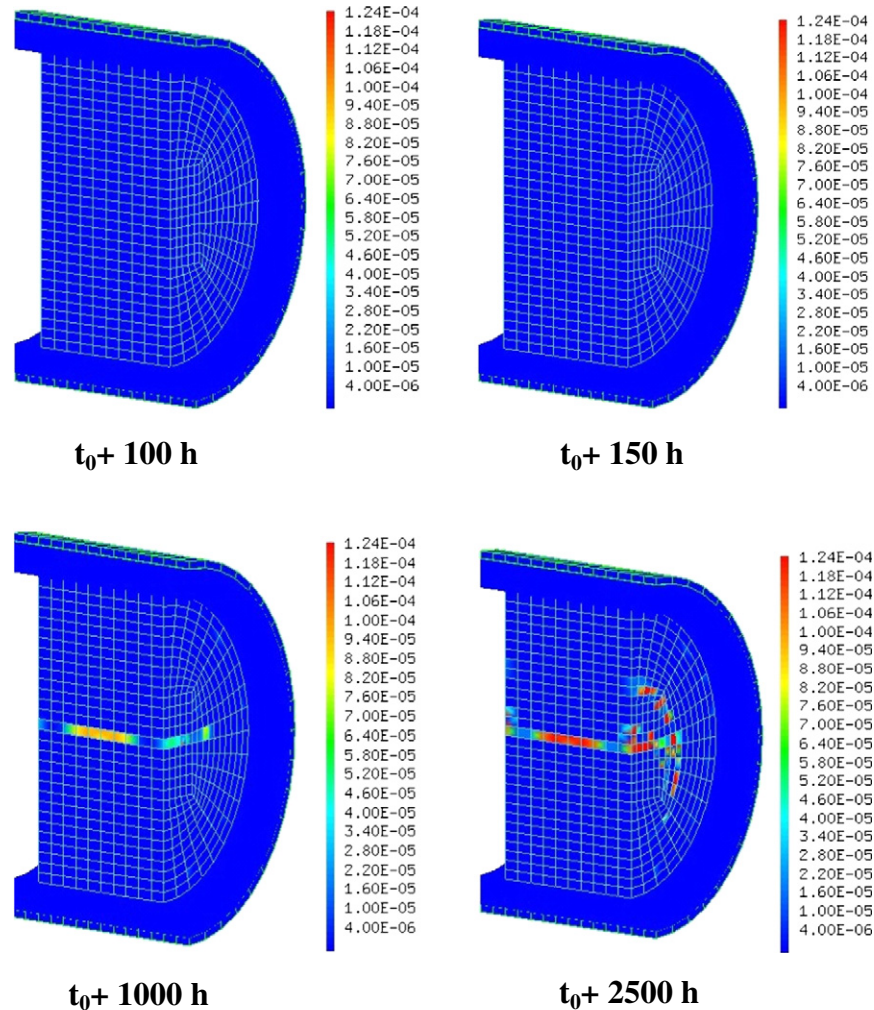 1.24E-04
1.18E-04
1.12E-04
1.06E-04
1.00E-04
9.40E-05
8.80E-05
8.20E-05
7.60E-05
7.00E-05
6.40E-05
5.80E-05
5.20E-05
4.60E-05
4.00E-05
3.40E-05
2.80E-05
2.20E-05
1.60E-05
1.00E-05
4.00E-06
t₀+ 100 h
1.24E-04
1.18E-04
1.12E-04
1.06E-04
1.00E-04
9.40E-05
8.80E-05
8.20E-05
7.60E-05
7.00E-05
6.40E-05
5.80E-05
5.20E-05
4.60E-05
4.00E-05
3.40E-05
2.80E-05
2.20E-05
1.60E-05
1.00E-05
4.00E-06
t₀+ 150 h
1.24E-04
1.18E-04
1.12E-04
1.06E-04
1.00E-04
9.40E-05
8.80E-05
8.20E-05
7.60E-05
7.00E-05
6.40E-05
5.80E-05
5.20E-05
4.60E-05
4.00E-05
3.40E-05
2.80E-05
2.20E-05
1.60E-05
1.00E-05
4.00E-06
t₀+ 1000 h
1.24E-04
1.18E-04
1.12E-04
1.06E-04
1.00E-04
9.40E-05
8.80E-05
8.20E-05
7.60E-05
7.00E-05
6.40E-05
5.80E-05
5.20E-05
4.60E-05
4.00E-05
3.40E-05
2.80E-05
2.20E-05
1.60E-05
1.00E-05
4.00E-06
t₀+ 2500 h